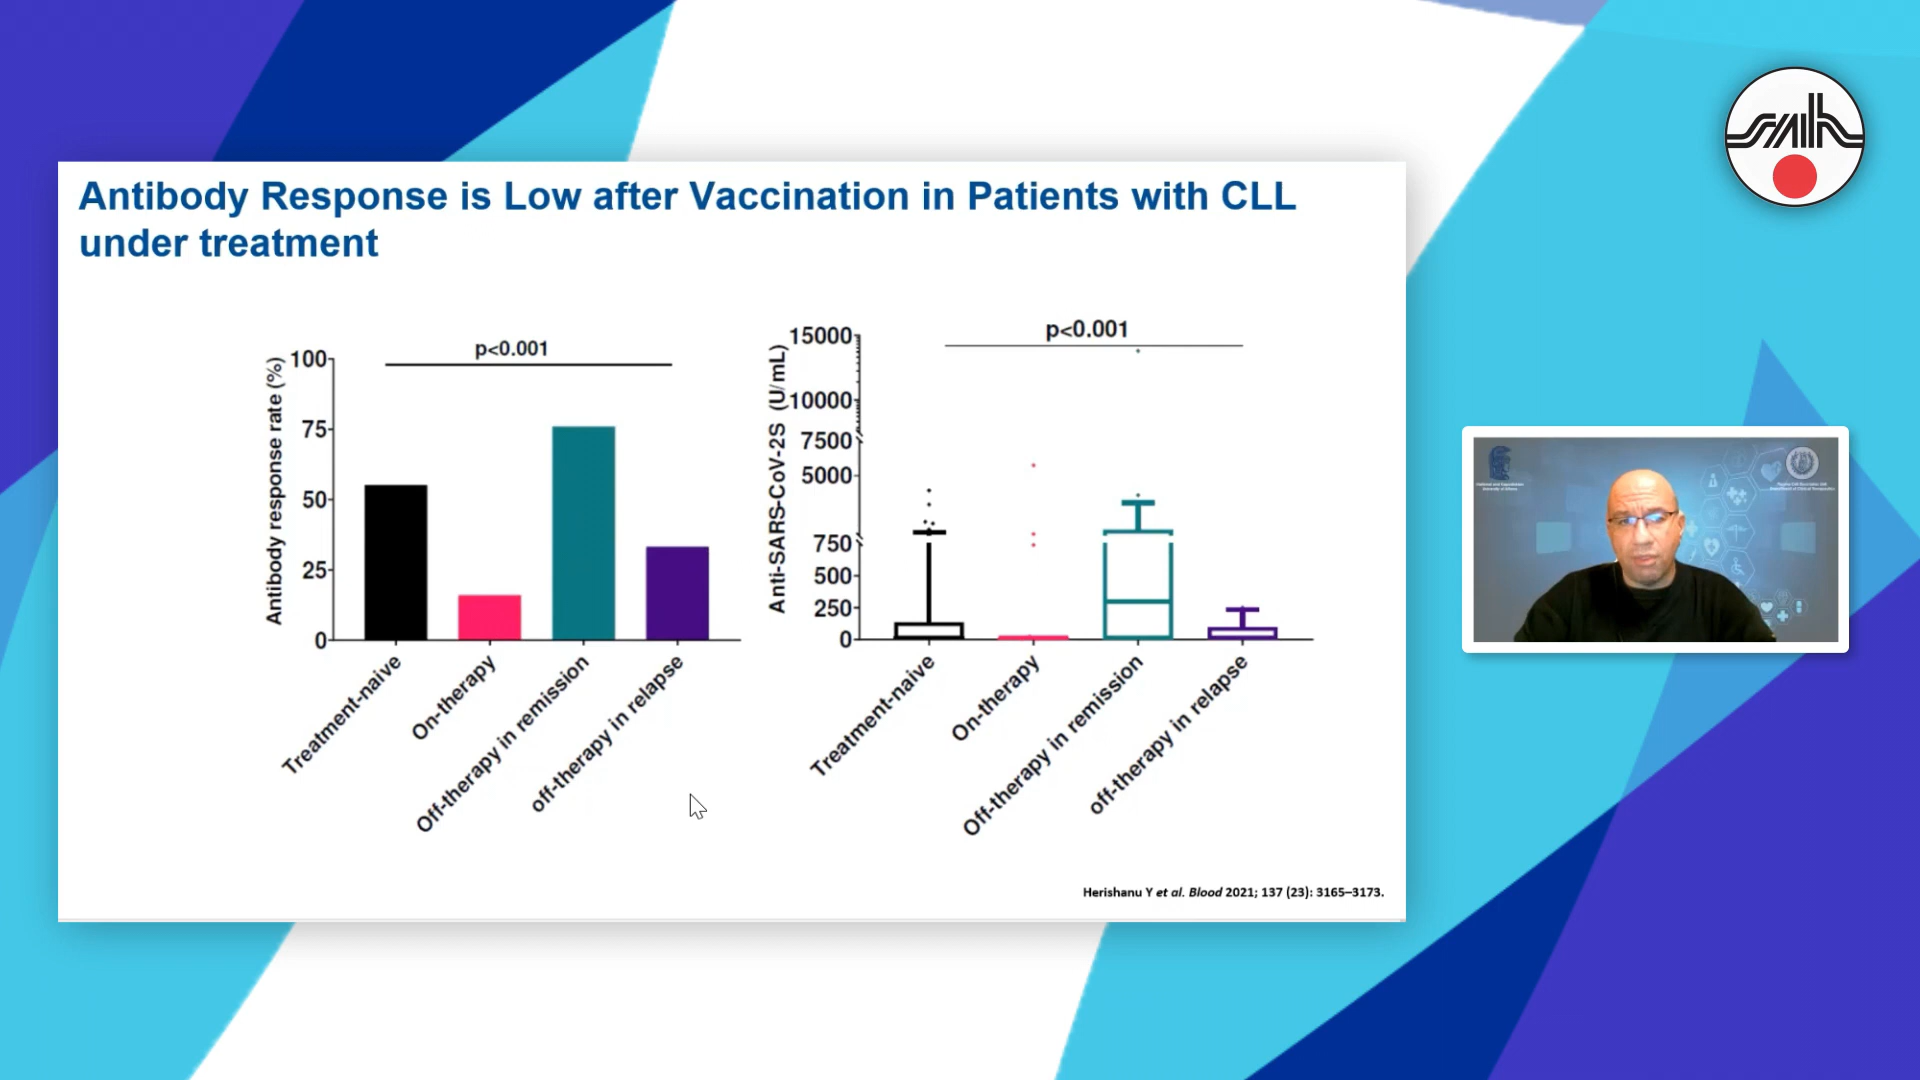 Antibody Response is Low after Vaccination in Patients with CLL
under treatment
p<0.001
Antibody response rate (%)
100
75
50
25
0
Treatment-naive
On-therapy
Off-therapy in remission
off-therapy in relapse
p<0.001
Anti-SARS-CoV-2S (U/mL)
15000
10000
7500
5000
750
500
250
0
Treatment-naive
On-therapy
Off-therapy in remission
off-therapy in relapse
Herishanu Y et al. Blood 2021; 137 (23): 3165–3173.